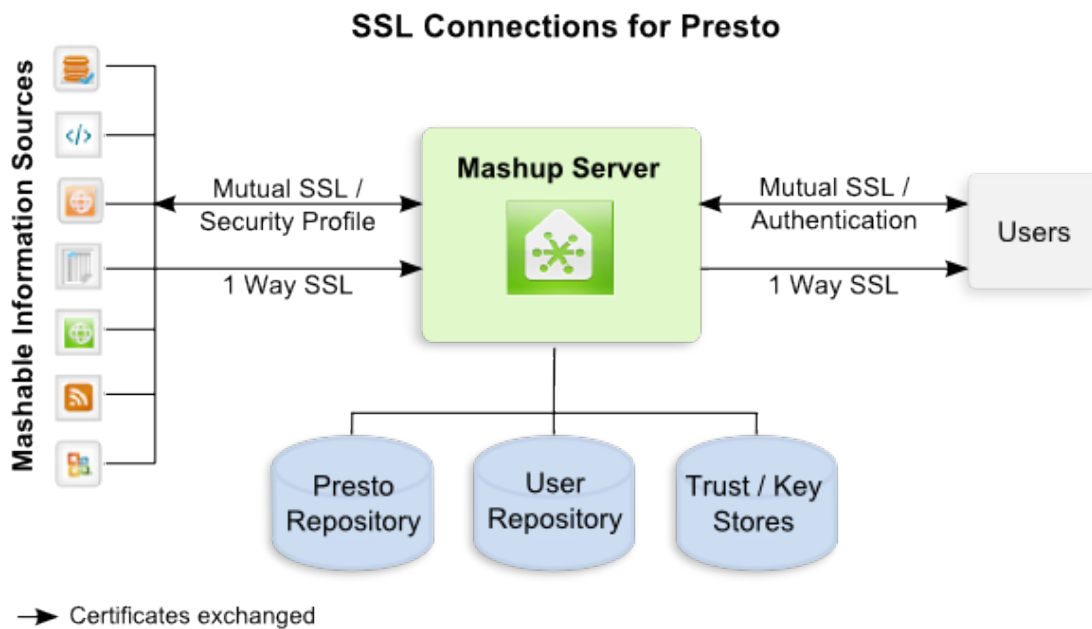 SSL Connections for Presto
Mashable Information Sources
</>
Mutual SSL /
Security Profile
1 Way SSL
Mashup Server
Mutual SSL /
Authentication
1 Way SSL
Users
Presto
Repository
User
Repository
Trust / Key
Stores
Certificates exchanged